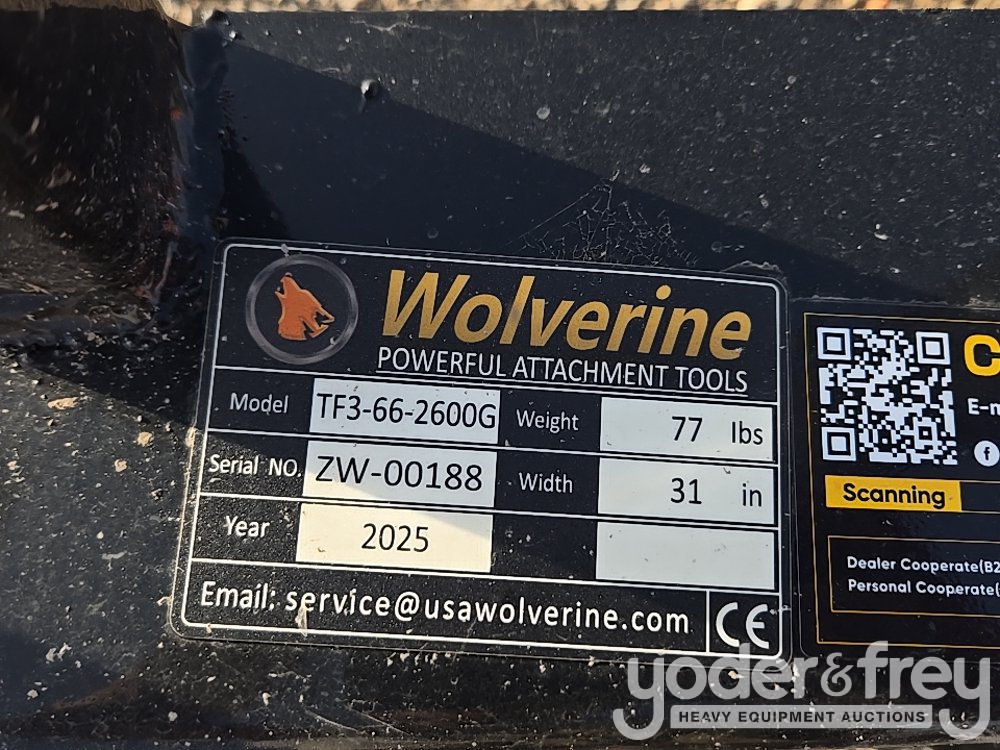 Wolverine
POWERFUL ATTACHMENT TOOLS
Model TF3-66-2600G Weight 77 lbs
Serial NO. ZW-00188 Width 31 in
Year 2025
Email: service@usawolverine.com CE
C
E-m
f
Scanning
Dealer Cooperate(B2
Personal Cooperate(
yoder&frey
HEAVY EQUIPMENT AUCTIONS